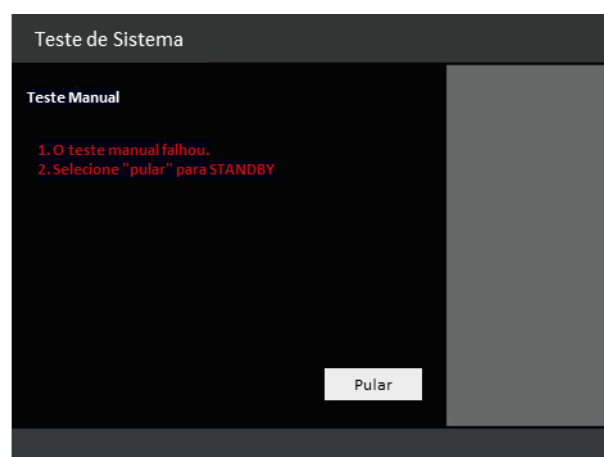 Teste de Sistema
Teste Manual
1. O teste manual falhou.
2. Selecione "pular" para STANDBY
Pular